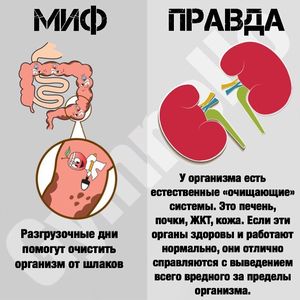 МИФ
ПРАВДА
Разгрузочные дни
помогут очистить
организм от шлаков
У организма есть
естественные «очищающие»
системы. Это печень,
почки, ЖКТ, кожа. Если эти
органы здоровы и работают
нормально, они отлично
справляются с выведением
всего вредного за пределы
организма.